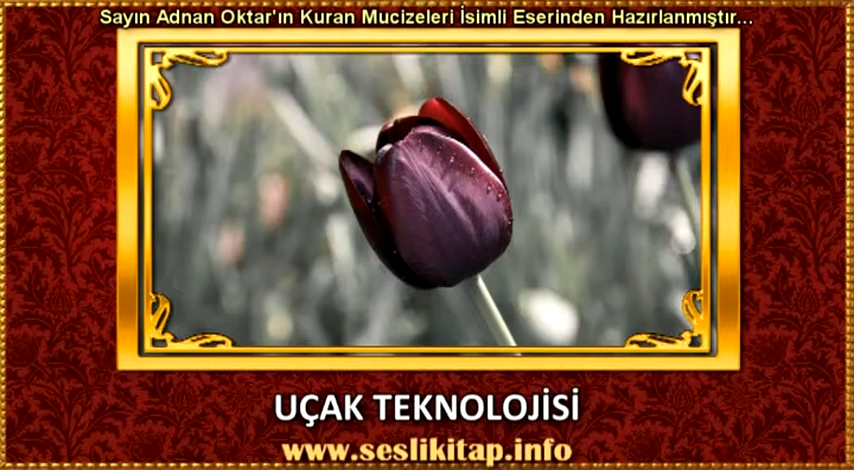 Sayın Adnan Oktar'ın Kuran Mucizeleri İsimli Eserinden Hazırlanmıştır...
UÇAK TEKNOLOJİSİ
www.seslikitap.info